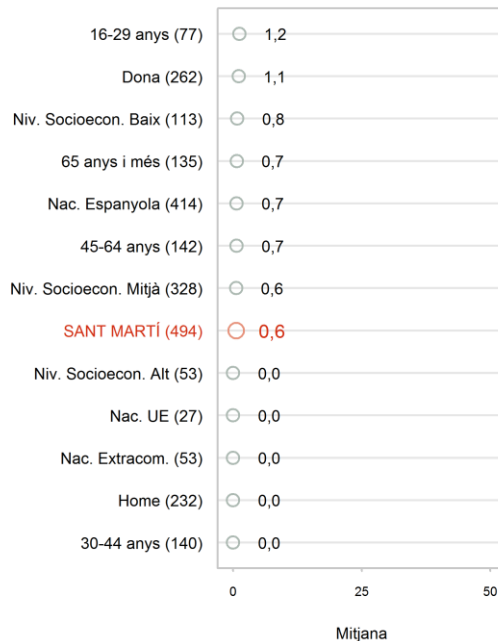 16-29 anys (77) 1,2
Dona (262) 1,1
Niv. Socioecon. Baix (113) 0,8
65 anys i més (135) 0,7
Nac. Espanyola (414) 0,7
45-64 anys (142) 0,7
Niv. Socioecon. Mitjà (328) 0,6
SANT MARTÍ (494) 0,6
Niv. Socioecon. Alt (53) 0,0
Nac. UE (27) 0,0
Nac. Extracom. (53) 0,0
Home (232) 0,0
30-44 anys (140) 0,0
0 25 50
Mitjana